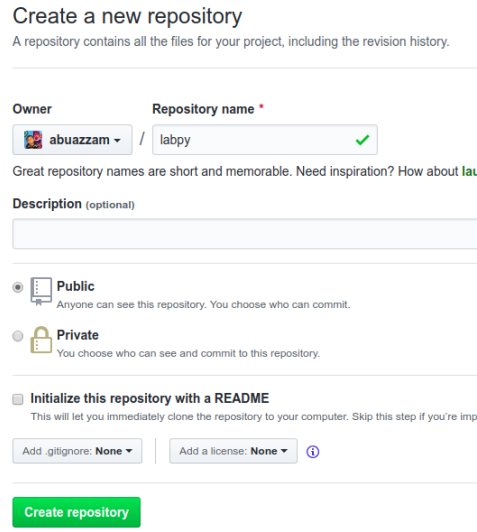 Create a new repository
A repository contains all the files for your project, including the revision history.
Owner
Repository name *
abuazzam / labpy
Great repository names are short and memorable. Need inspiration? How about
Description (optional)
Public
Anyone can see this repository. You choose who can commit.
Private
You choose who can see and commit to this repository.
Initialize this repository with a README
This will let you immediately clone the repository to your computer. Skip this step if you're
Add .gitignore: None
Add a license: None
Create repository